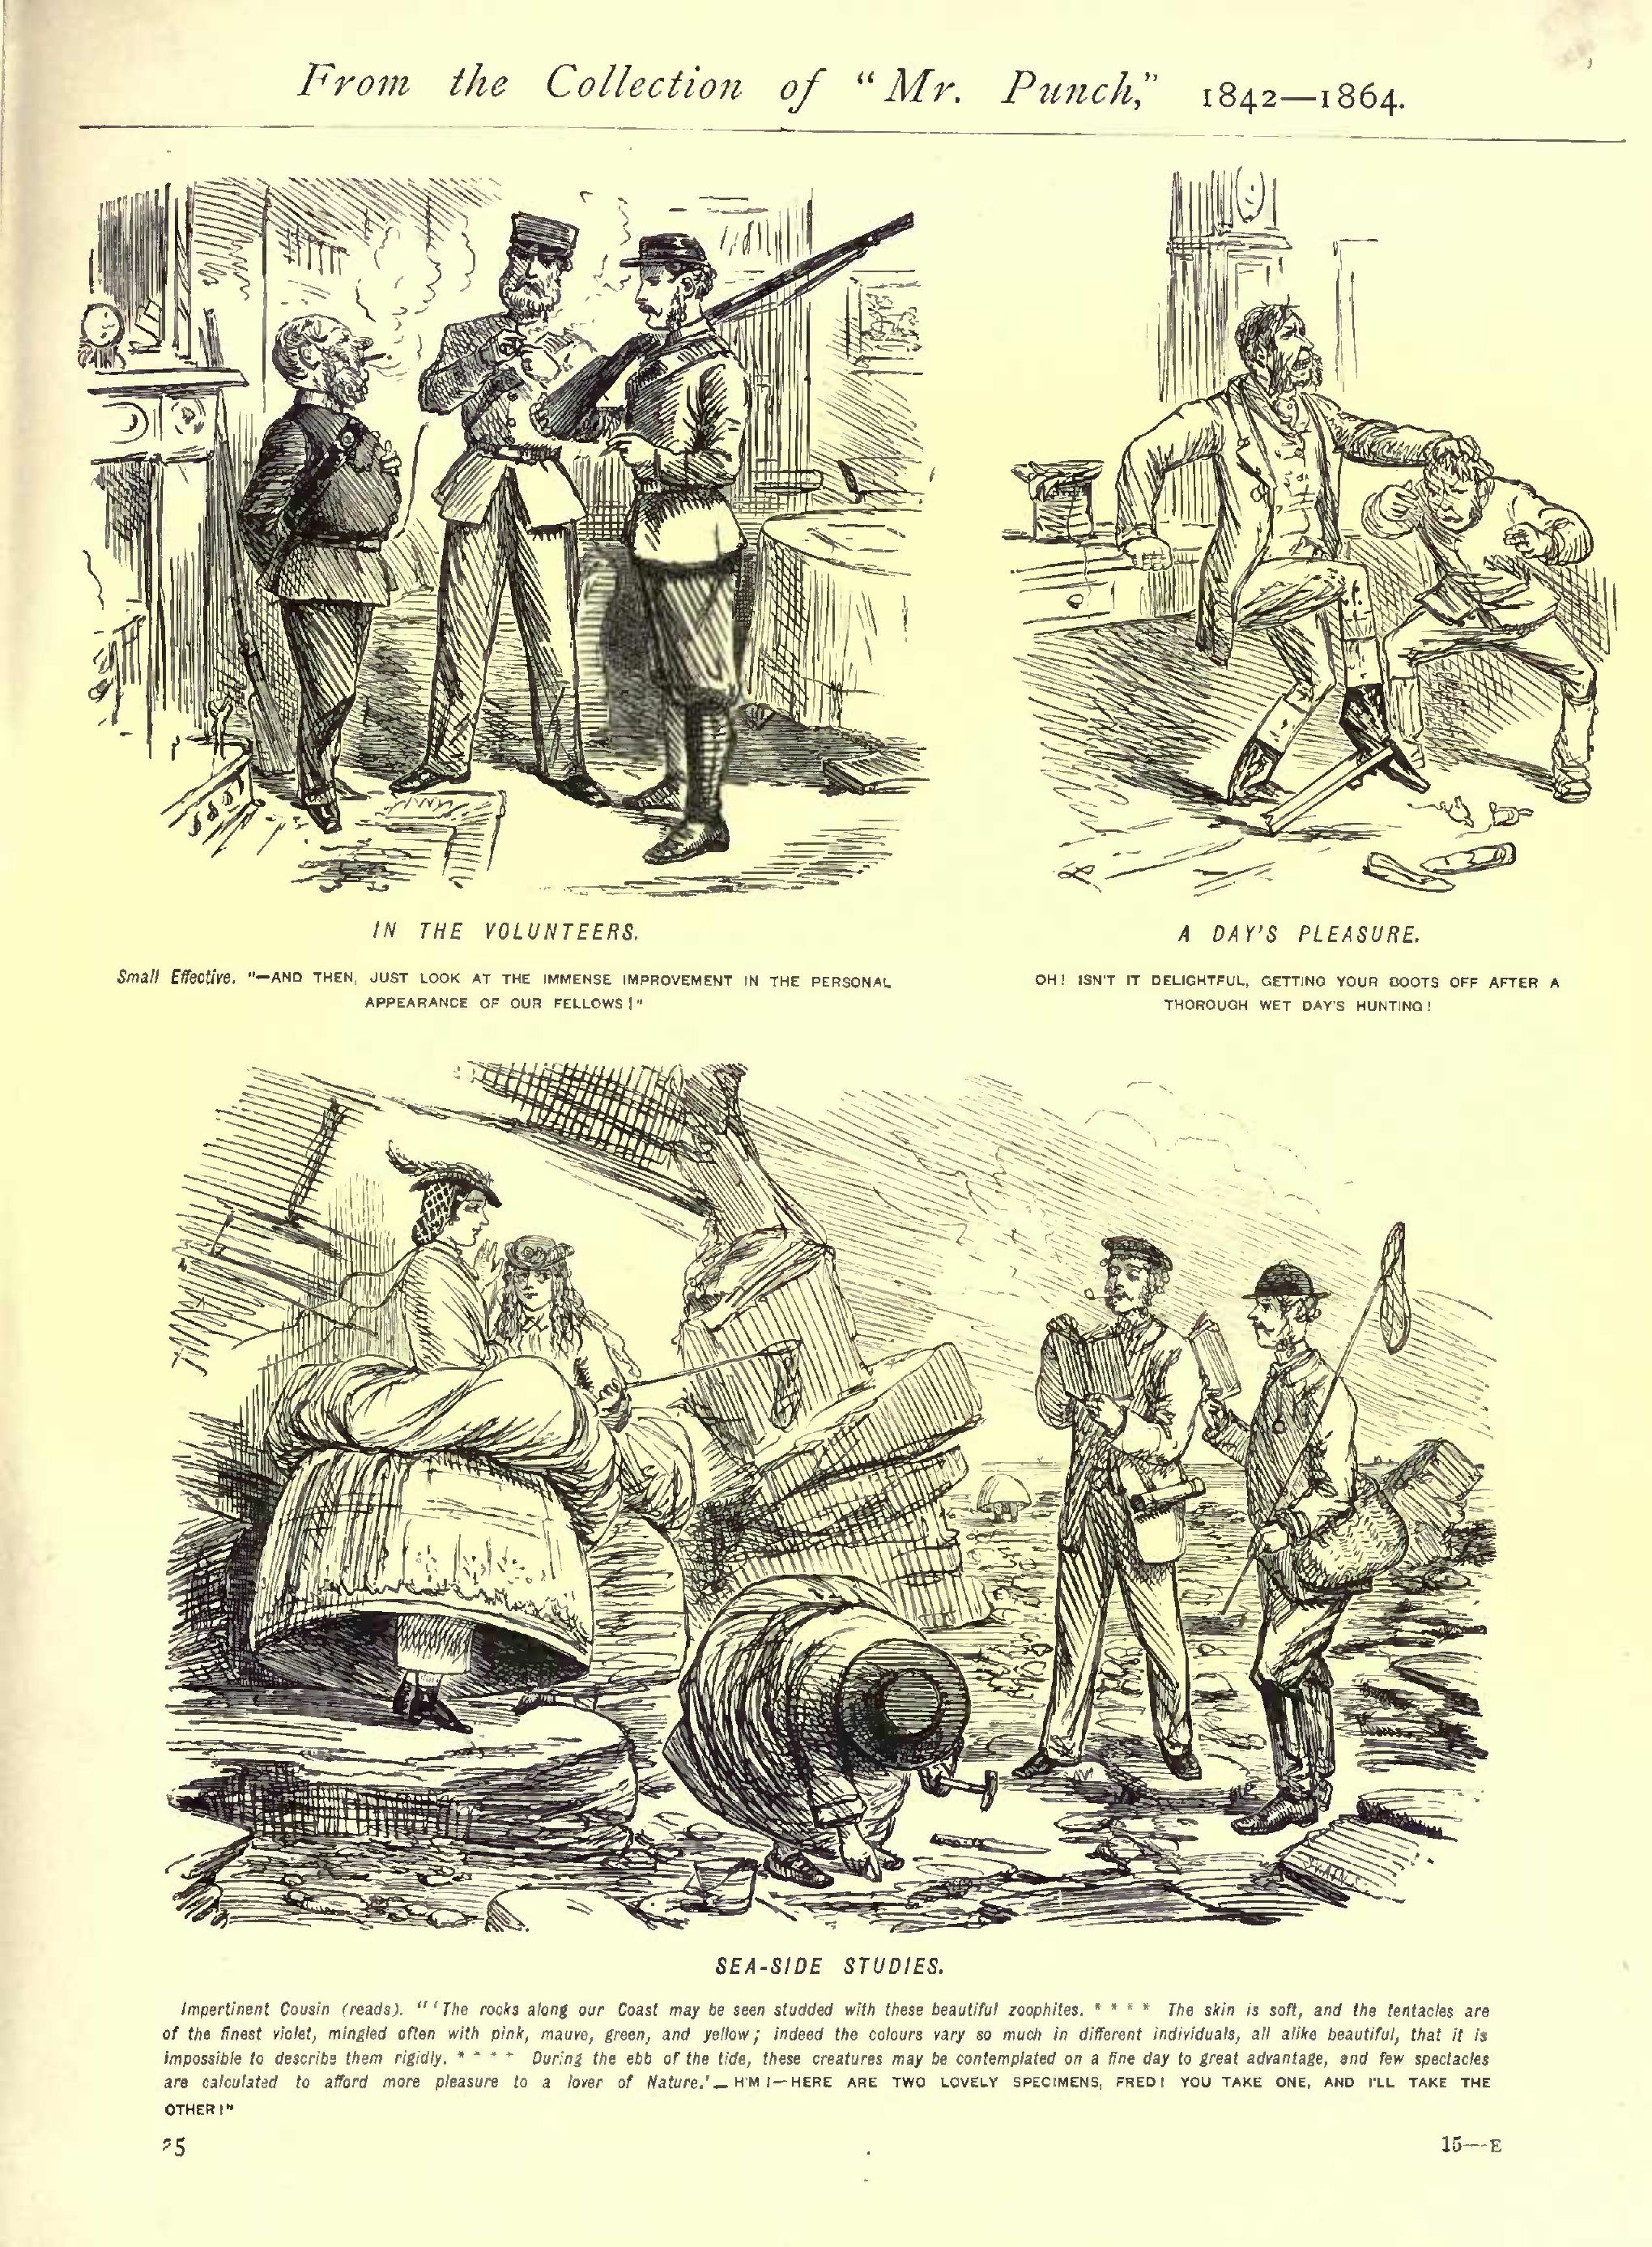 From the Collection of “Mr. Punch,” 1842—1864.
IN THE VOLUNTEERS.
Small Effective. "—AND THEN, JUST LOOK AT THE IMMENSE IMPROVEMENT IN THE PERSONAL
APPEARANCE OF OUR FELLOWS!"
A DAY'S PLEASURE.
OH! ISN'T IT DELIGHTFUL, GETTING YOUR BOOTS OFF AFTER A
THOROUGH WET DAY'S HUNTING!
SEA-SIDE STUDIES.
Impertinent Cousin (reads). "'The rocks along our Coast may be seen studded with these beautiful zoophites. * * * * The skin is soft, and the tentacles are
of the finest violet, mingled often with pink, mauve, green, and yellow; indeed the colours vary so much in different individuals, all alike beautiful, that it is
impossible to describe them rigidly. * * * * During the ebb of the tide, these creatures may be contemplated on a fine day to great advantage, and few spectacles
are calculated to afford more pleasure to a lover of Nature.'—H'M!—HERE ARE TWO LOVELY SPECIMENS, FRED! YOU TAKE ONE, AND I'LL TAKE THE
OTHER!"
25
15—E